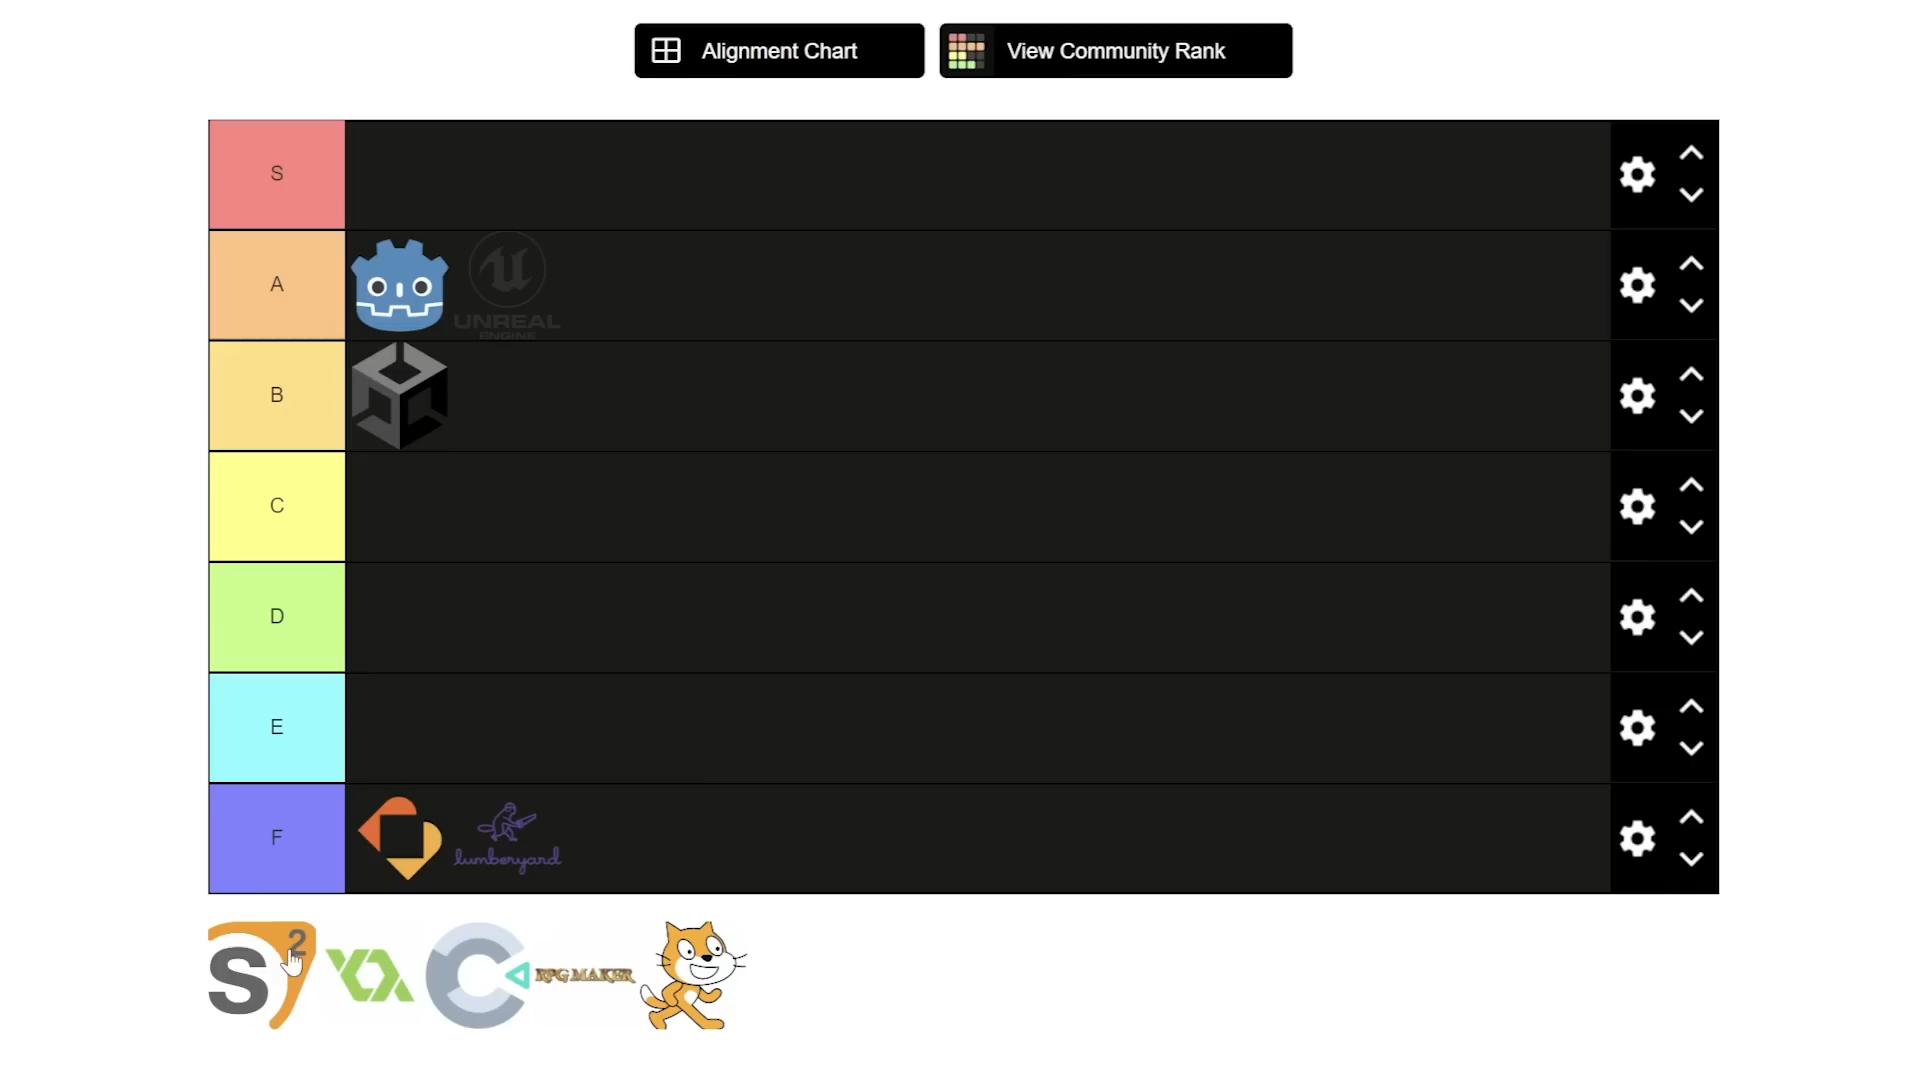 Alignment Chart
View Community Rank
S
A
UNREAL
ENGINE
B
C
D
E
F
lumberyard
S 2
RPG MAKER